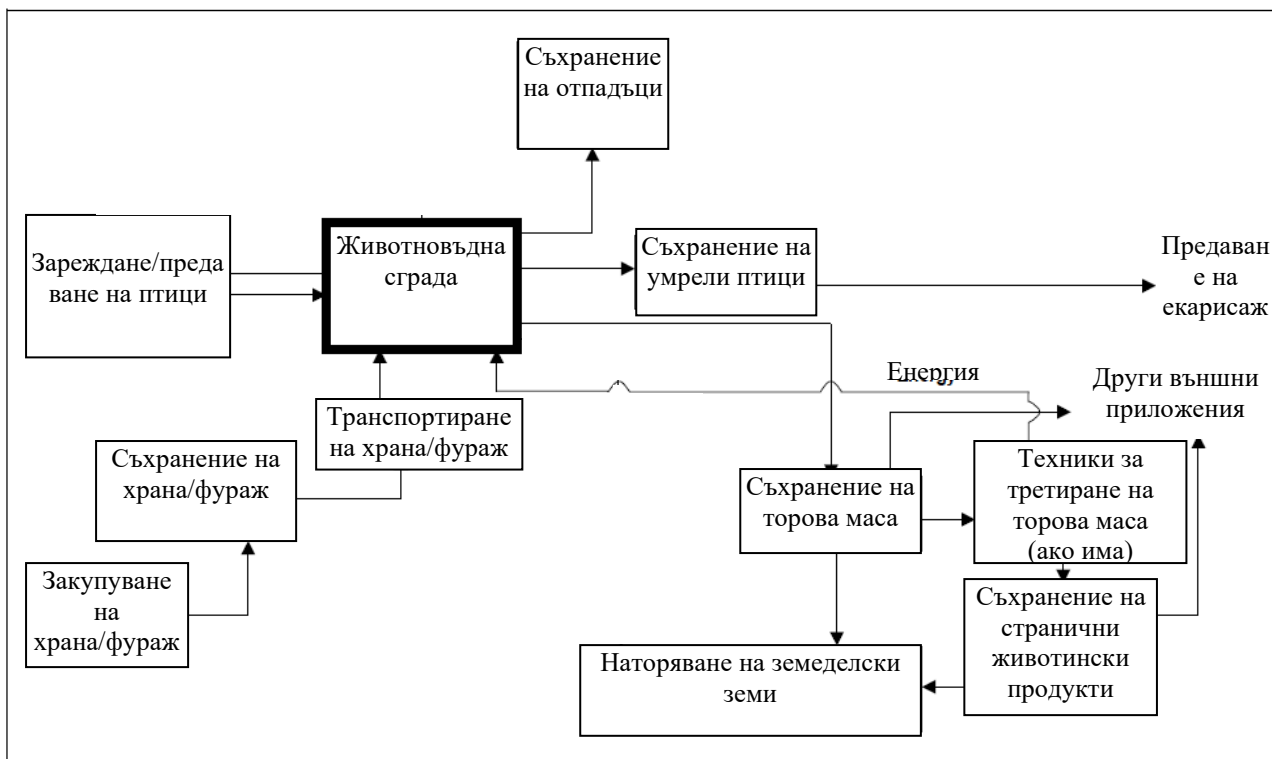 Съхранение
на отпадъци
Зареждане/преда
ване на птици
Животновъдна
сграда
Съхранение на
умрели птици
Предаван
е на
екарисаж
Енергия
Други външни
приложения
Транспортиране
на храна/фураж
Съхранение на
храна/фураж
Съхранение на
торова маса
Техники за
третиране на
торова маса
(ако има)
Закупуване
на
храна/фураж
Съхранение на
странични
животински
продукти
Наторяване на земеделски
земи